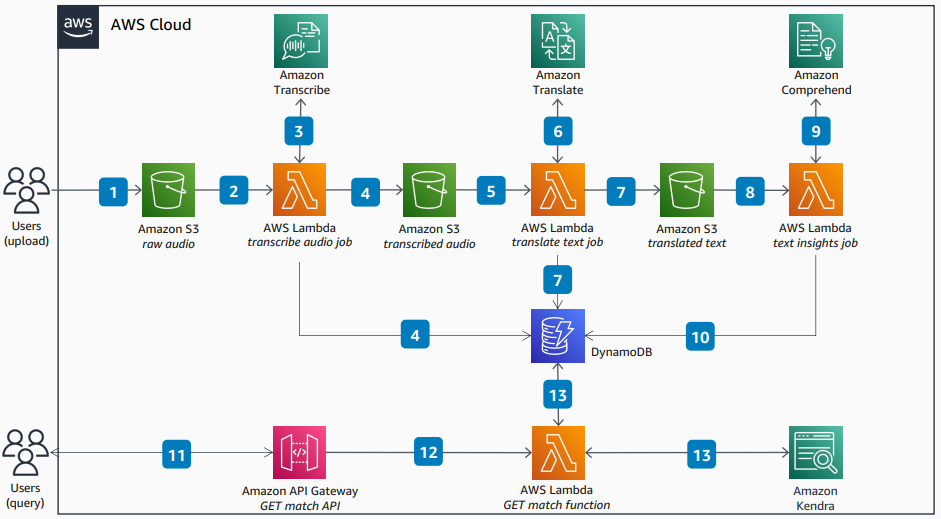 aws
AWS Cloud
A
文
Amazon
Transcribe
Amazon
Translate
Amazon
Comprehend
3
6
9
1
2
4
5
7
8
Users
(upload)
Amazon S3
raw audio
AWS Lambda
transcribe audio job
Amazon S3
transcribed audio
AWS Lambda
translate text job
Amazon S3
translated text
AWS Lambda
text insights job
7
4
10
DynamoDB
13
11
</>
12
13
Users
(query)
Amazon API Gateway
GET match API
AWS Lambda
GET match function
Amazon
Kendra